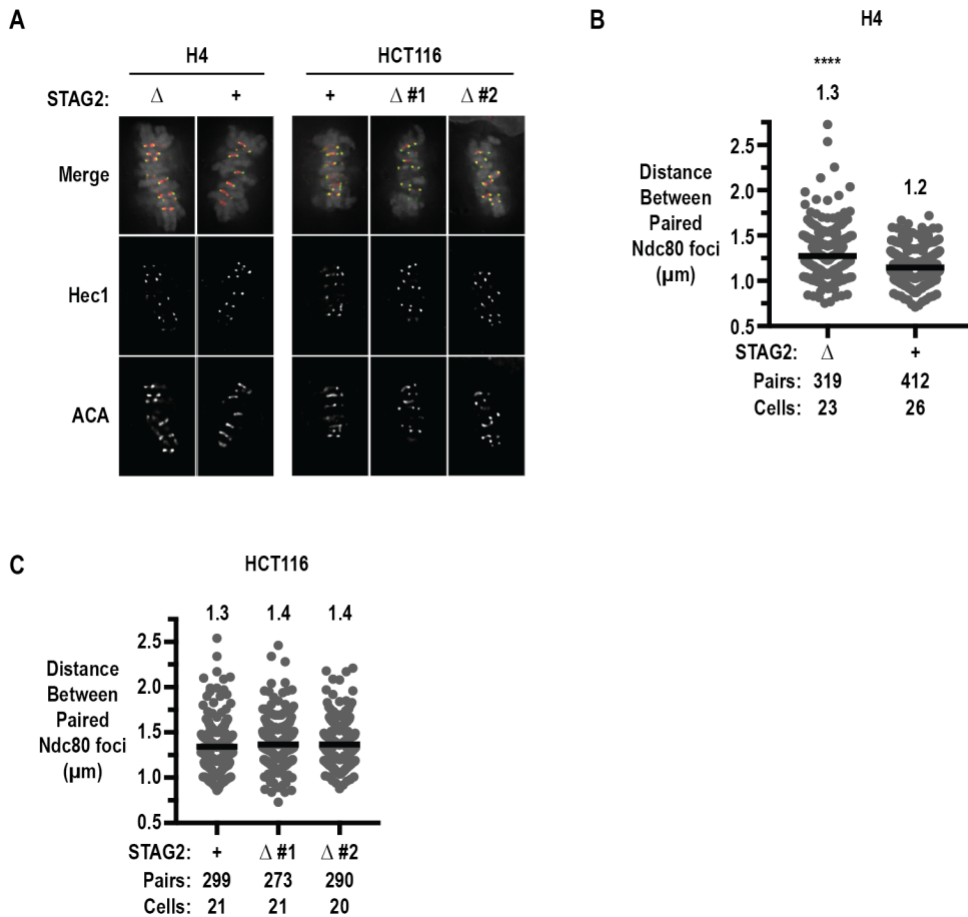 A
H4 HCT116
STAG2: Δ + + Δ #1 Δ #2
Merge
Hec1
ACA
B
H4
****
1.3
1.2
Distance
Between
Paired
Ndc80 foci
(µm)
2.5
2.0
1.5
1.0
0.5
STAG2: Δ +
Pairs: 319 412
Cells: 23 26
C
HCT116
1.3 1.4 1.4
Distance
Between
Paired
Ndc80 foci
(µm)
2.5
2.0
1.5
1.0
0.5
STAG2: + Δ #1 Δ #2
Pairs: 299 273 290
Cells: 21 21 20